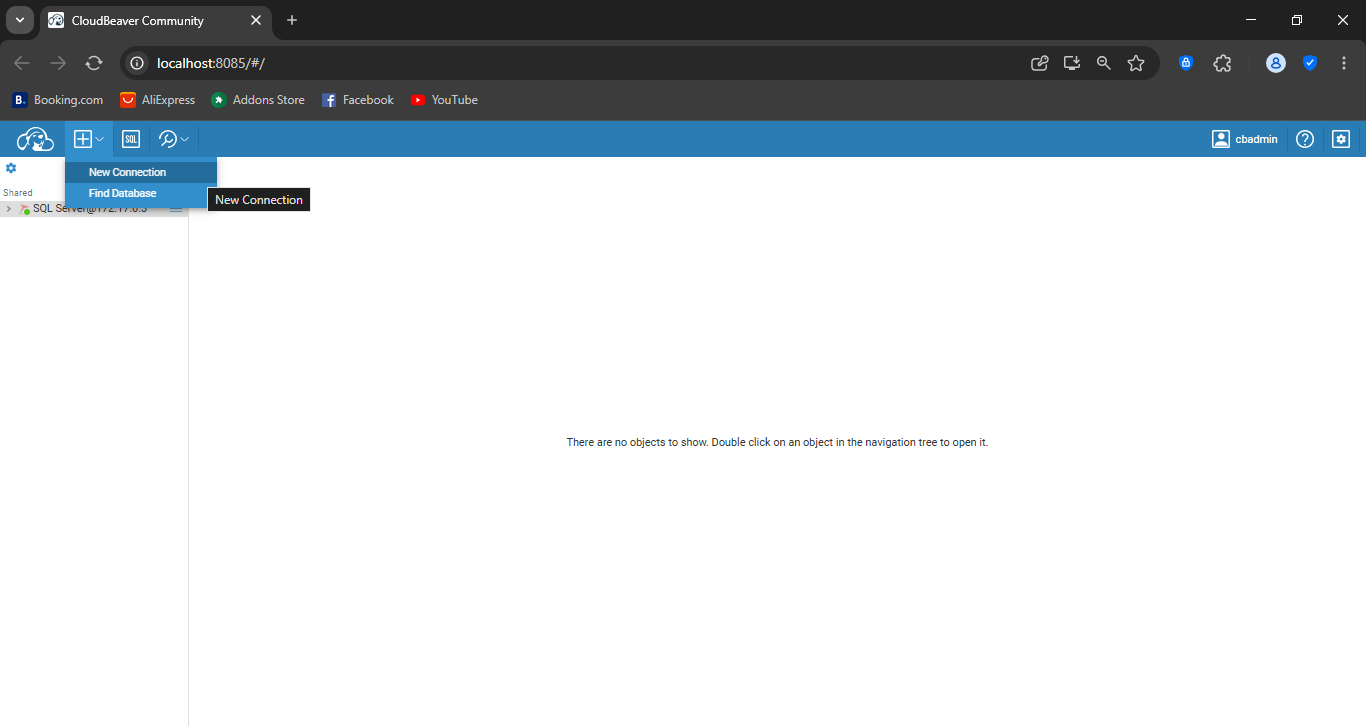 CloudBeaver Community
localhost:8085/#/
B. Booking.com AliExpress Addons Store Facebook YouTube
SQL cbadmin
New Connection
Find Database
New Connection
Shared
SQL Server@172.17.0.3
There are no objects to show. Double click on an object in the navigation tree to open it.